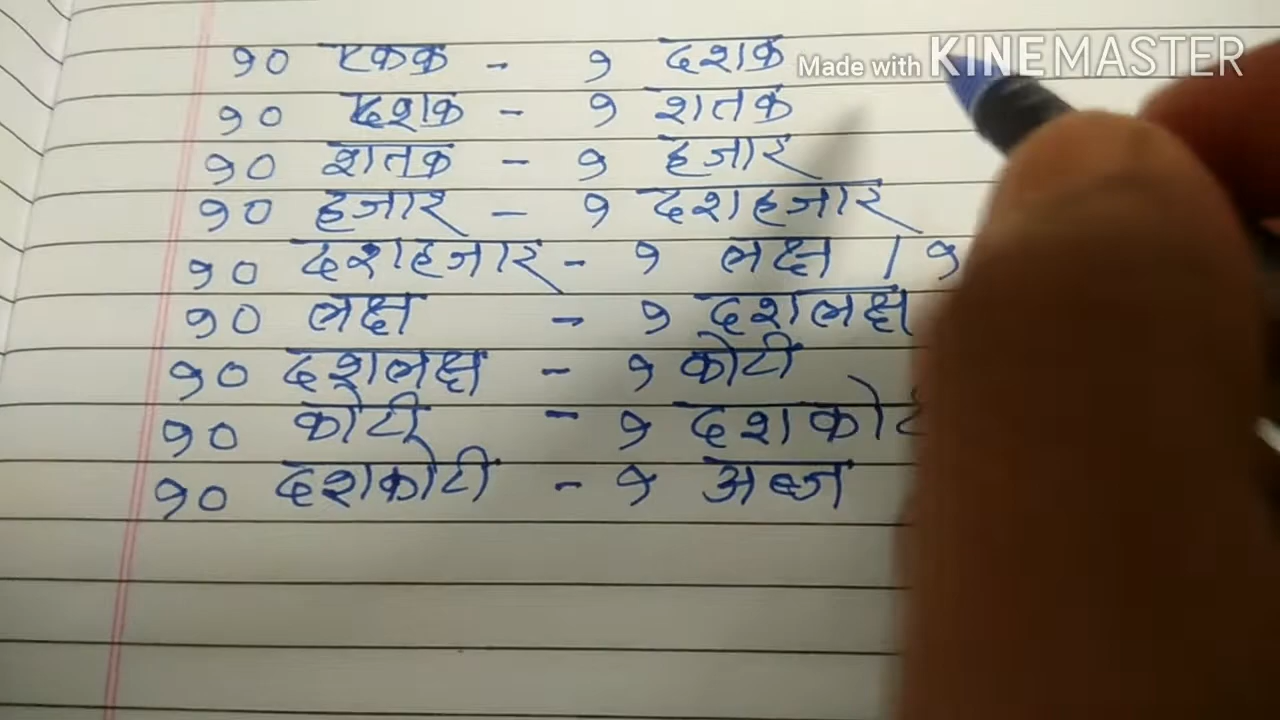 १० एकक - १ दशक
Made with KINEMASTER
१० दशक - १ शतक
१० शतक - १ हजार
१० हजार - १ दशहजार
१० दशहजार - १ लक्ष । १
१० लक्ष - १ दशलक्ष
१० दशलक्ष - १ कोटी
१० कोटी - १
१० दशकोटी - १ अब्ज